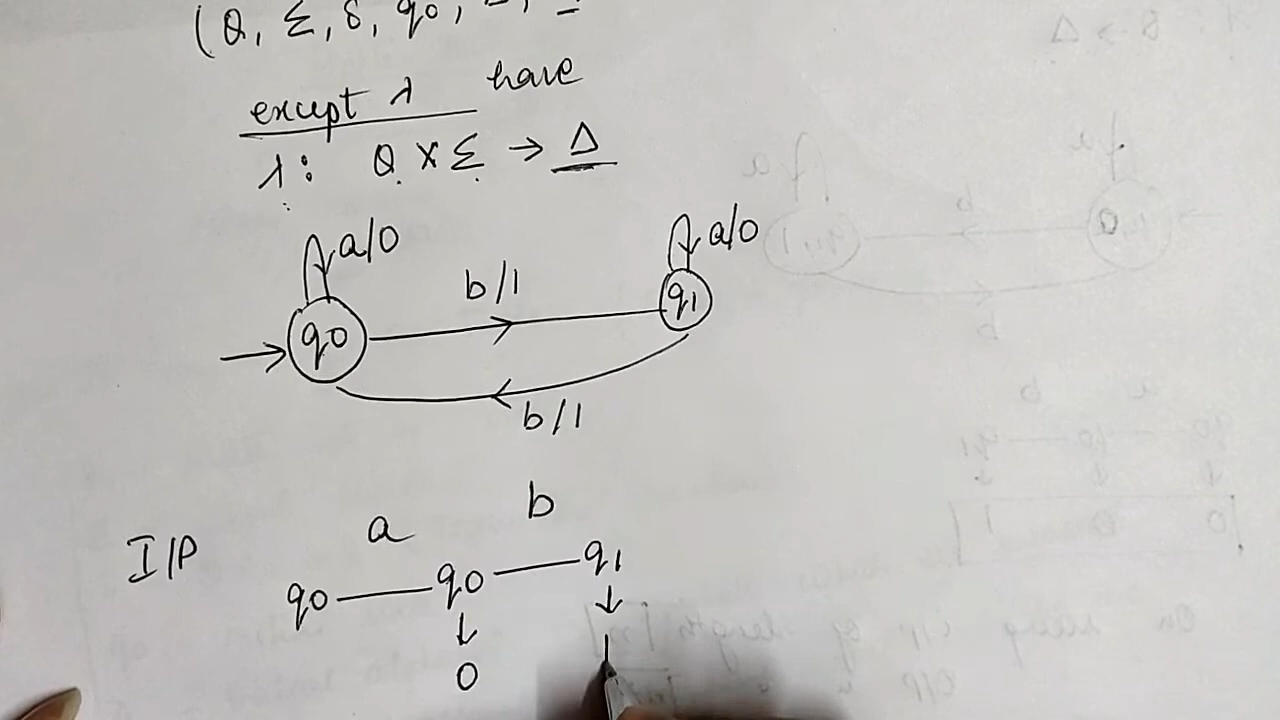 (Q, Σ, δ, q0,
except λ have
λ: Q X Σ → Δ
a/0
a/0
b/1
q0
q1
b/1
a b
I/P
q0 — q0 — q1
↓ ↓
0 1